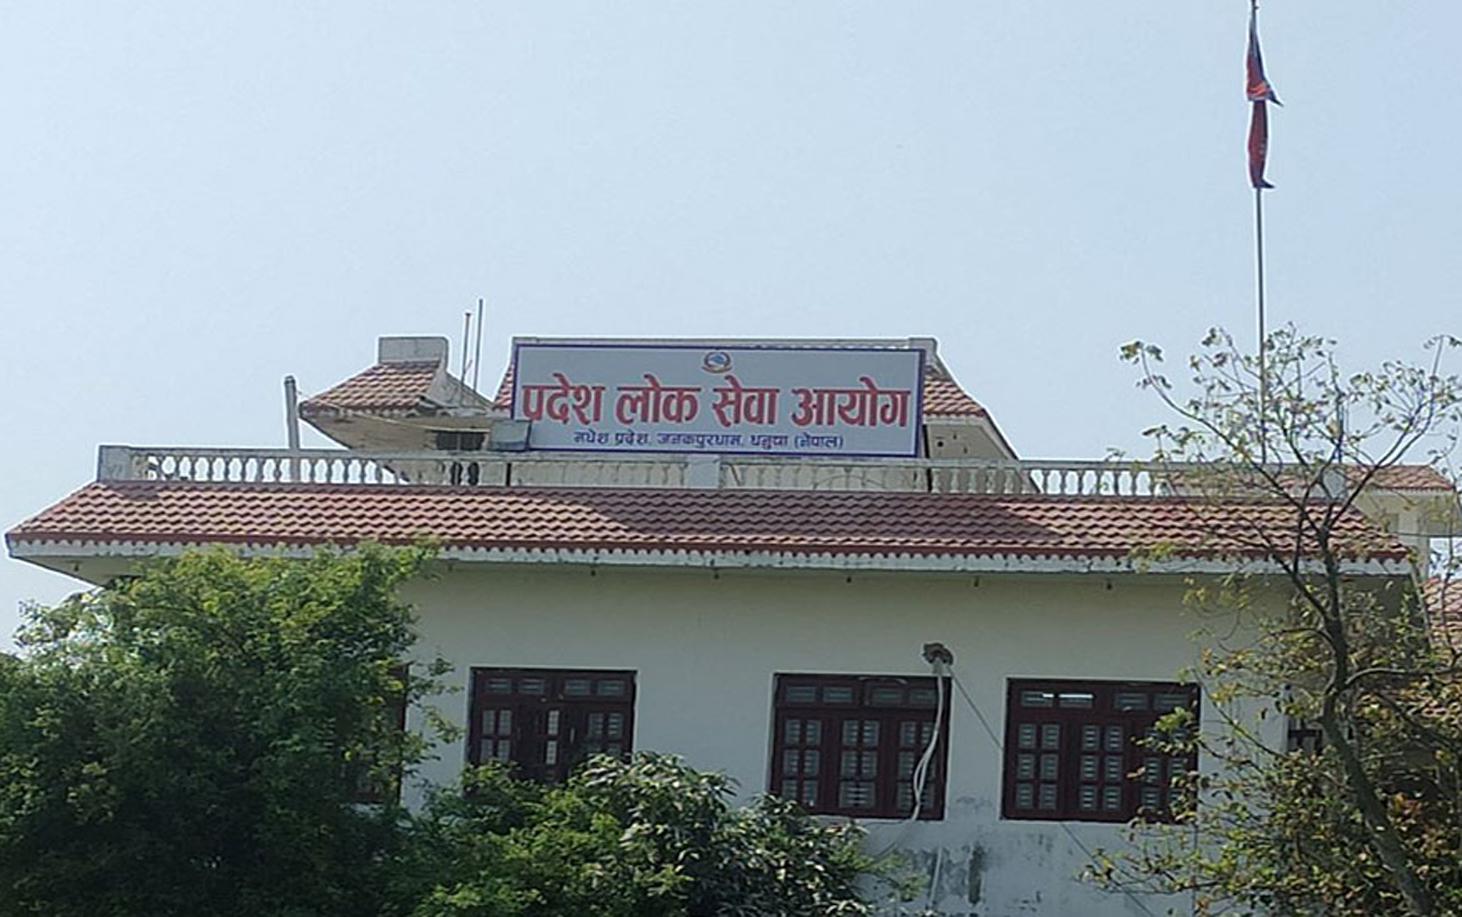 प्रदेश लोक सेवा आयोग
मधेश प्रदेश, जनकपुरधाम, धनुषा (नेपाल)